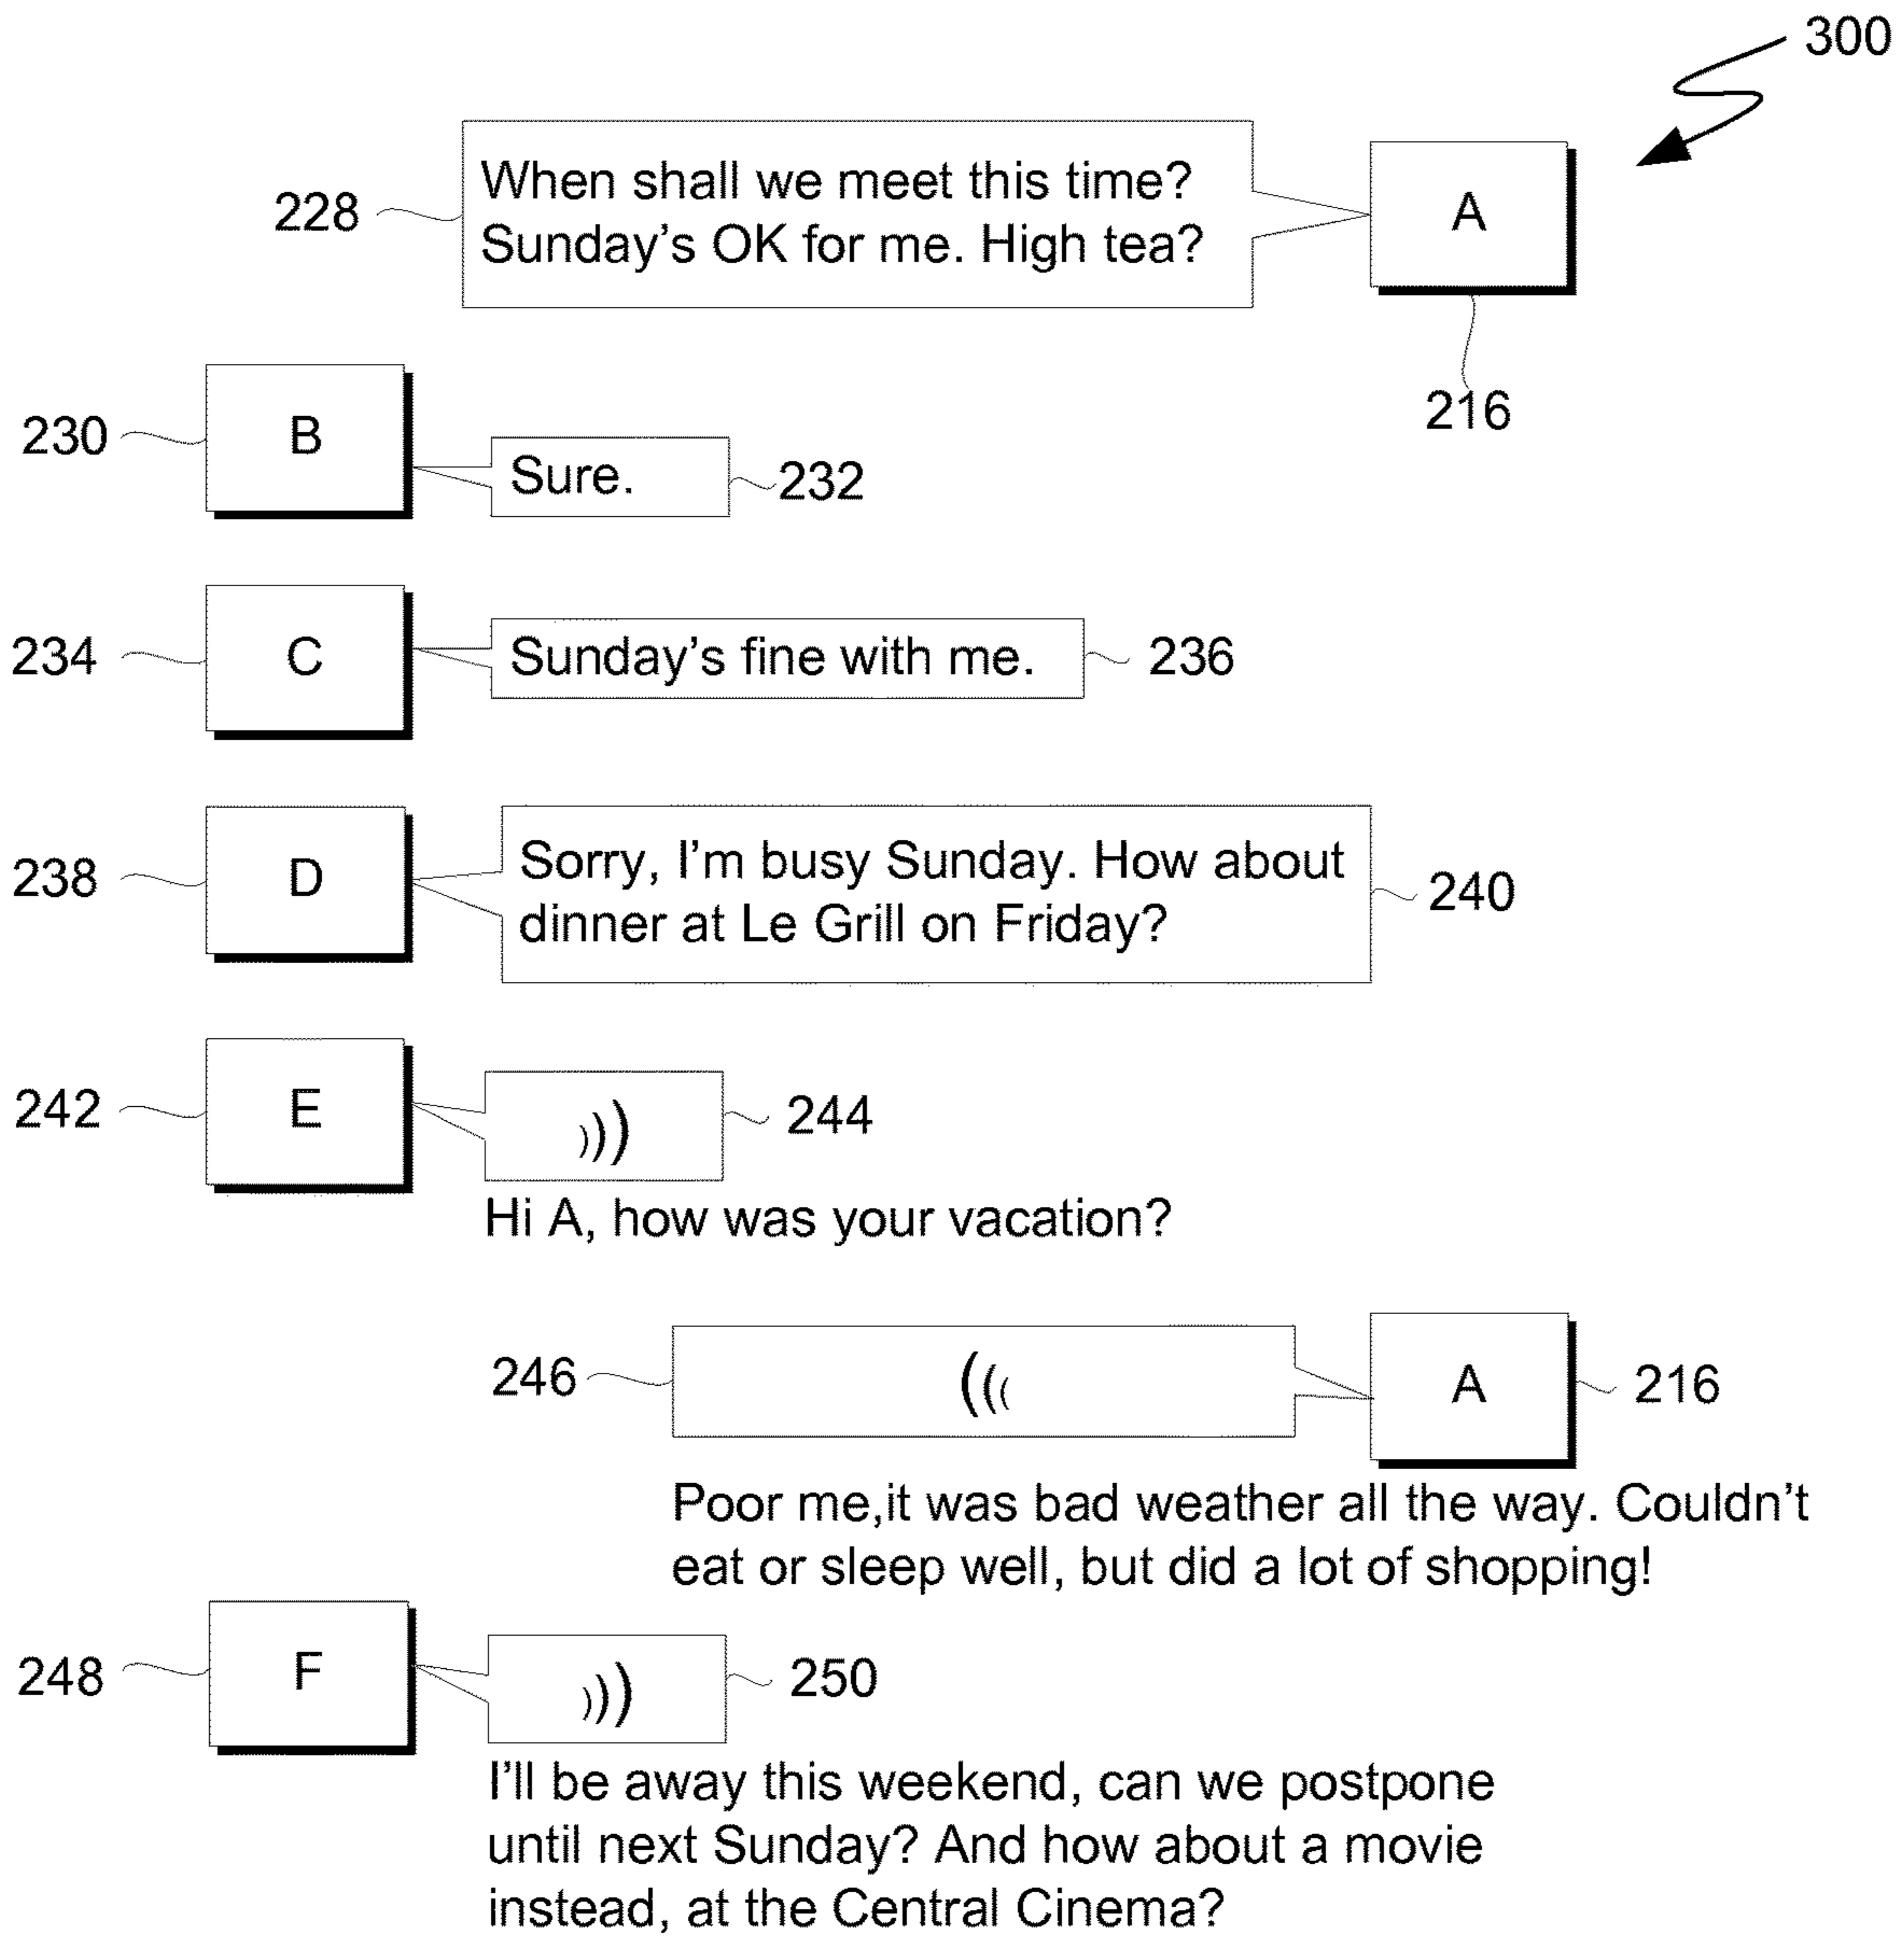 300
When shall we meet this time?
Sunday's OK for me. High tea?
228
A
216
B
230
Sure.
232
C
234
Sunday's fine with me.
236
D
238
Sorry, I'm busy Sunday. How about
dinner at Le Grill on Friday?
240
E
242
244
Hi A, how was your vacation?
246
A
216
Poor me,it was bad weather all the way. Couldn't
eat or sleep well, but did a lot of shopping!
F
248
250
I'll be away this weekend, can we postpone
until next Sunday? And how about a movie
instead, at the Central Cinema?